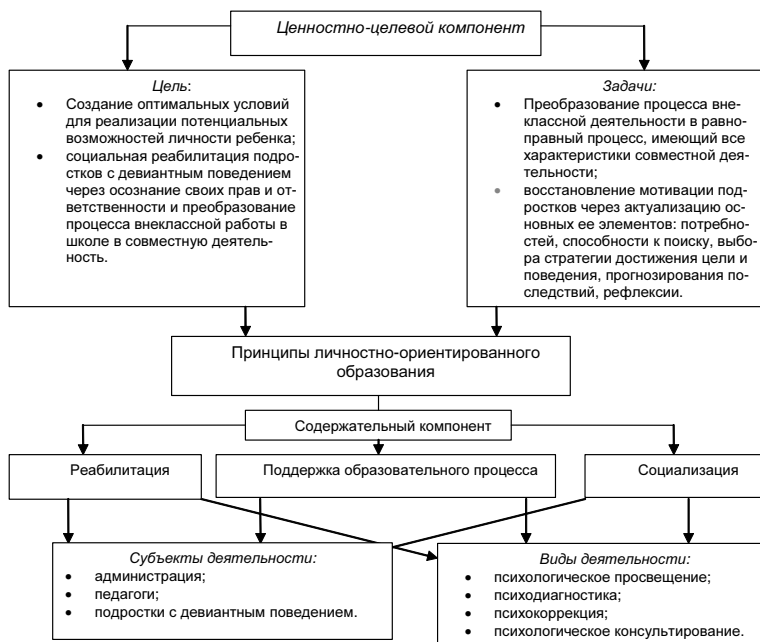 Ценностно-целевой компонент
Цель:
• Создание оптимальных условий
для реализации потенциальных
возможностей личности ребенка;
• социальная реабилитация подро-
стков с девиантным поведением
через осознание своих прав и от-
ветственности и преобразование
процесса внеклассной работы в
школе в совместную деятель-
ность.
Задачи:
• Преобразование процесса вне-
классной деятельности в равно-
правный процесс, имеющий все
характеристики совместной дея-
тельности;
• восстановление мотивации под-
ростков через актуализацию ос-
новных ее элементов: потребно-
стей, способности к поиску, выбо-
ра стратегии достижения цели и
поведения, прогнозирования по-
следствий, рефлексии.
Принципы личностно-ориентированного
образования
Содержательный компонент
Реабилитация
Поддержка образовательного процесса
Социализация
Субъекты деятельности:
• администрация;
• педагоги;
• подростки с девиантным поведением.
Виды деятельности:
• психологическое просвещение;
• психодиагностика;
• психокоррекция;
• психологическое консультирование.